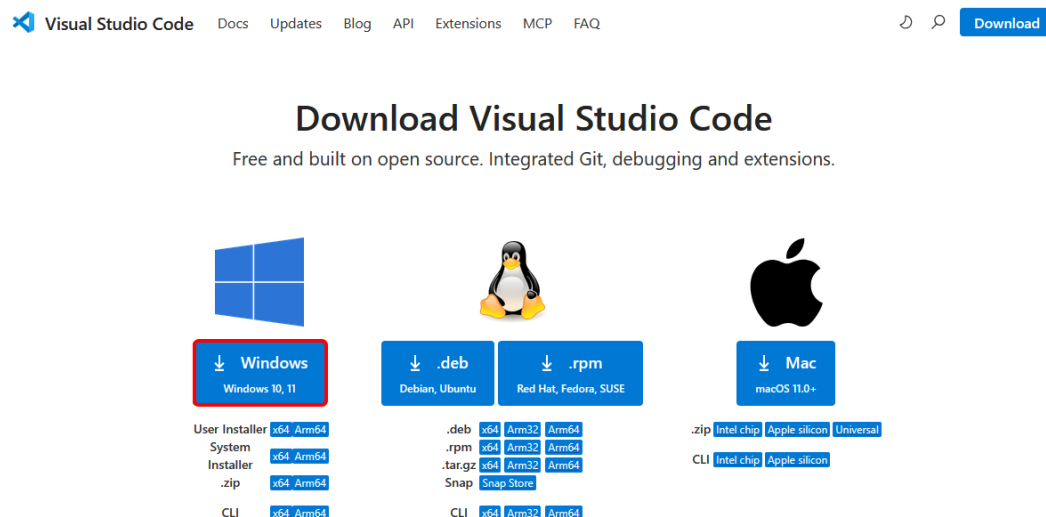 Visual Studio Code Docs Updates Blog API Extensions MCP FAQ Download
Download Visual Studio Code
Free and built on open source. Integrated Git, debugging and extensions.
Windows
Windows 10, 11
User Installer x64 Arm64
System
Installer x64 Arm64
.zip x64 Arm64
CLI x64 Arm64
.deb
Debian, Ubuntu
.rpm
Red Hat, Fedora, SUSE
.deb x64 Arm32 Arm64
.rpm x64 Arm32 Arm64
.tar.gz x64 Arm32 Arm64
Snap Snap Store
CLI x64 Arm32 Arm64
Mac
macOS 11.0+
.zip Intel chip Apple silicon Universal
CLI Intel chip Apple silicon